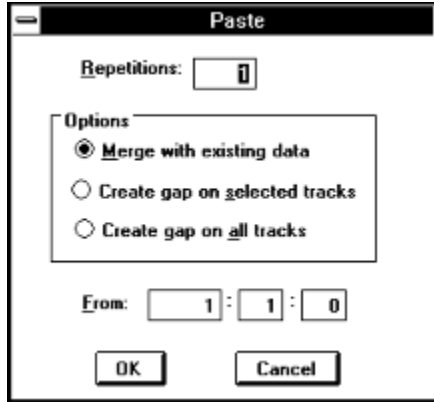 Paste
Repetitions: 1
Options
Merge with existing data
Create gap on selected tracks
Create gap on all tracks
From: 1 : 1 : 0
OK Cancel